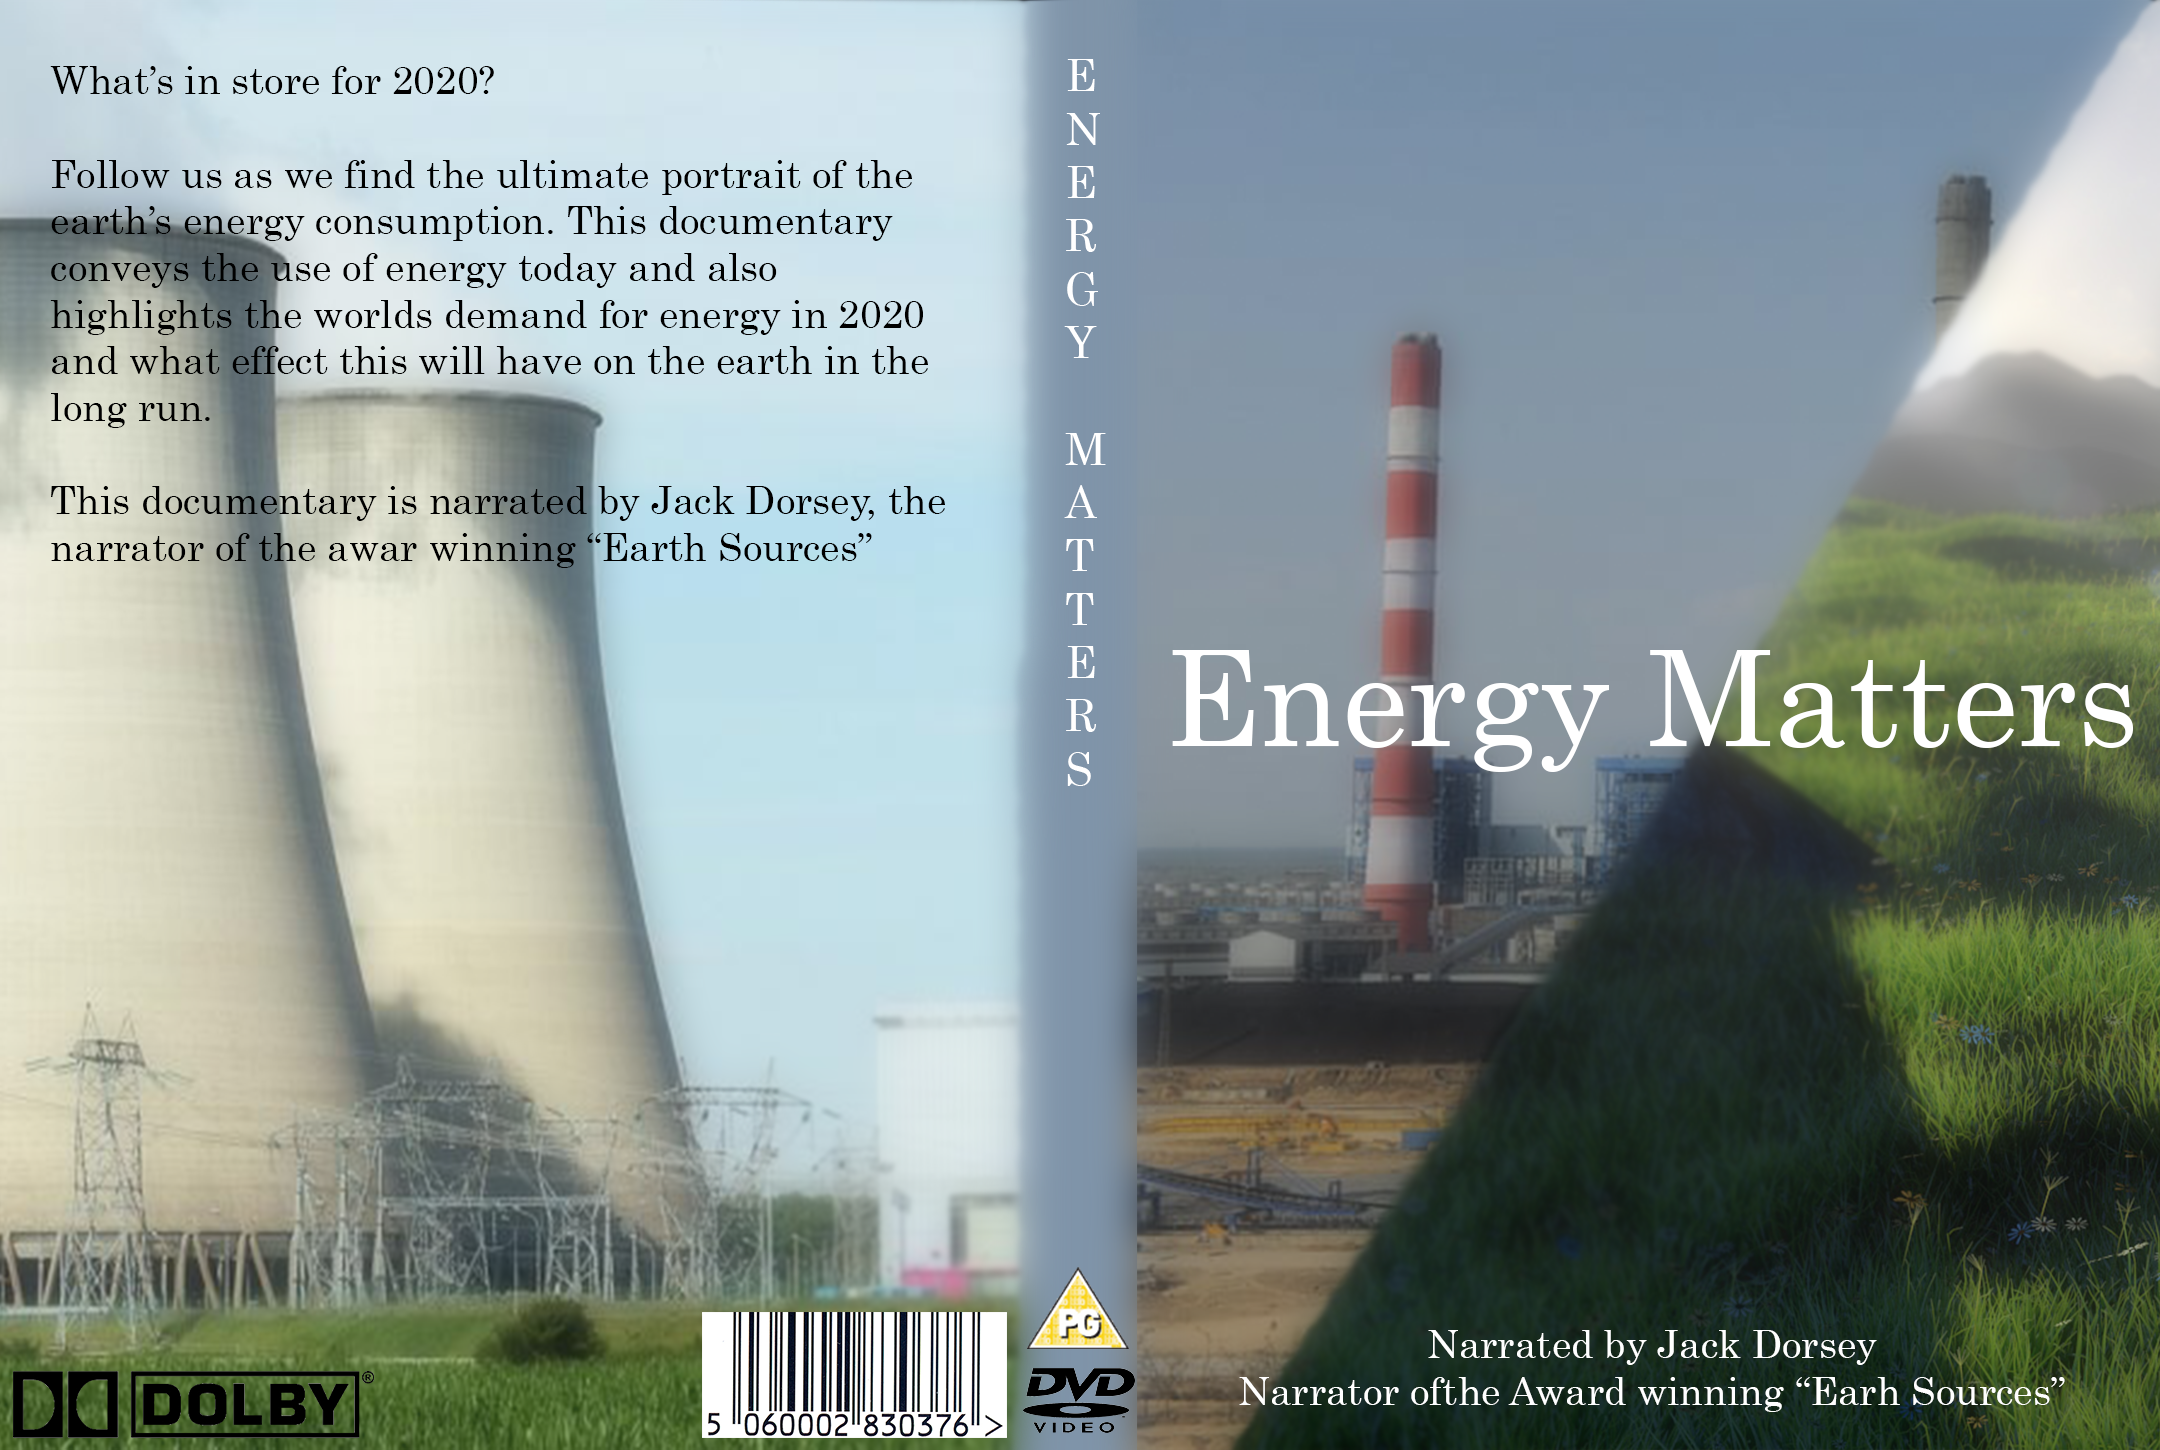 What’s in store for 2020?
Follow us as we find the ultimate portrait of the
earth’s energy consumption. This documentary
conveys the use of energy today and also
highlights the worlds demand for energy in 2020
and what effect this will have on the earth in the
long run.
This documentary is narrated by Jack Dorsey, the
narrator of the awar winning “Earth Sources”
DOLBY®
5 060002 830376 >
ENERGY MATTERS
PG
DVD
VIDEO
Energy Matters
Narrated by Jack Dorsey
Narrator ofthe Award winning “Earh Sources”